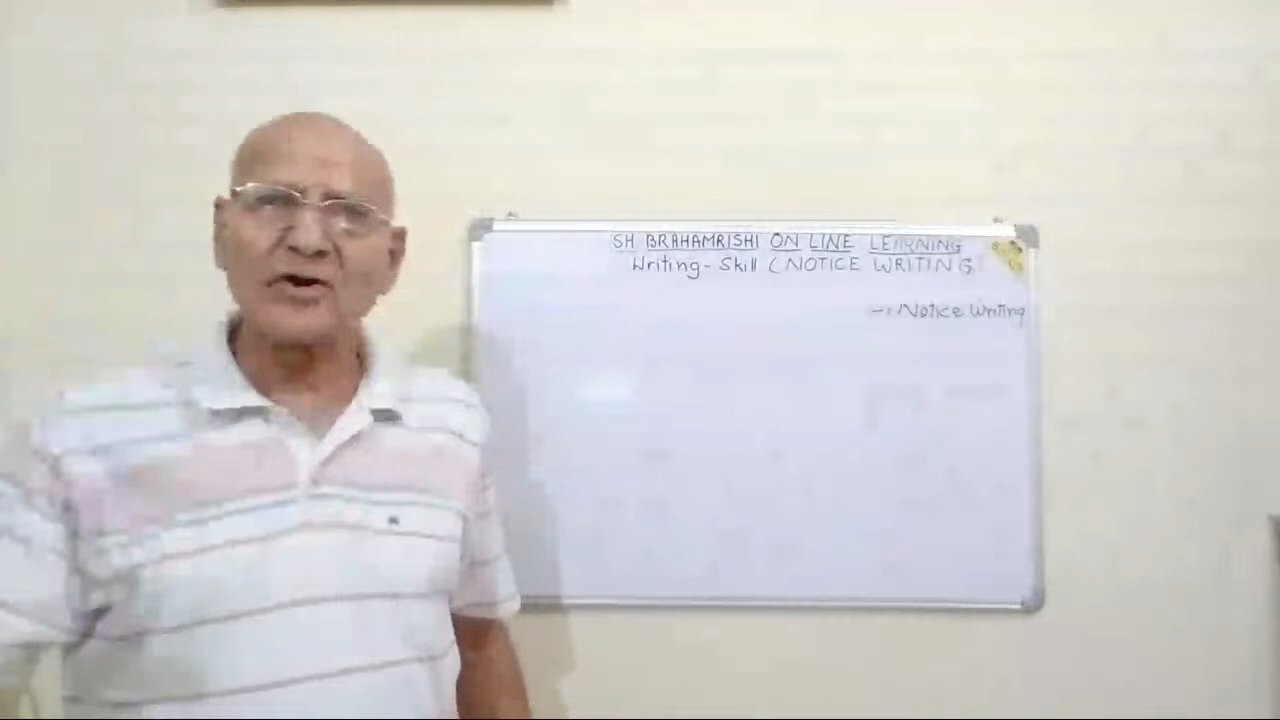 SH BRAHAMRISHI ON LINE LEARNING
Writing-Skill (NOTICE WRITING
→ Notice Writing